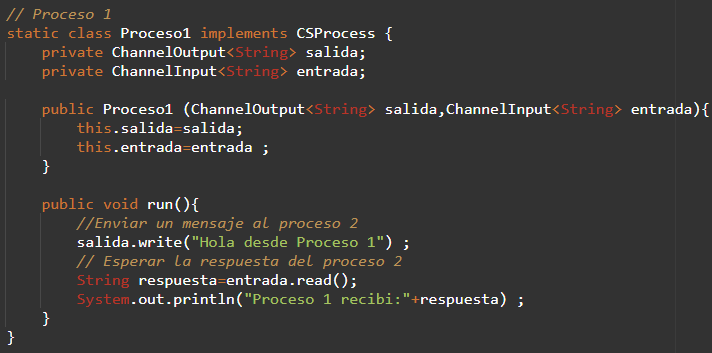 // Proceso 1
static class Proceso1 implements CSProcess {
    private ChannelOutput<String> salida;
    private ChannelInput<String> entrada;

    public Proceso1 (ChannelOutput<String> salida,ChannelInput<String> entrada){
        this.salida=salida;
        this.entrada=entrada ;
    }

    public void run(){
        //Enviar un mensaje al proceso 2
        salida.write("Hola desde Proceso 1") ;
        // Esperar la respuesta del proceso 2
        String respuesta=entrada.read();
        System.out.println("Proceso 1 recibi:"+respuesta) ;
    }
}